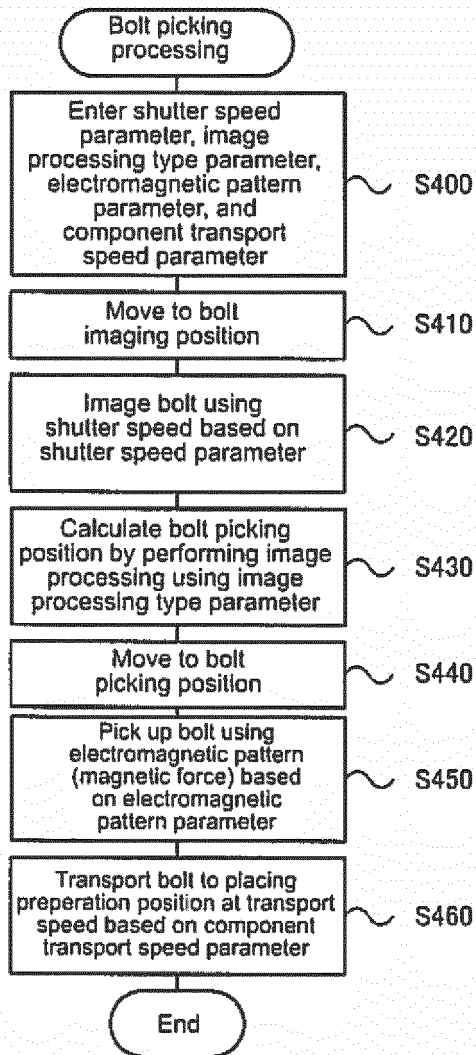 Bolt picking
processing
Enter shutter speed
parameter, image
processing type parameter,
electromagnetic pattern
parameter, and
component transport
speed parameter
S400
Move to bolt
imaging position
S410
Image bolt using
shutter speed based on
shutter speed parameter
S420
Calculate bolt picking
position by performing image
processing using image
processing type parameter
S430
Move to bolt
picking position
S440
Pick up bolt using
electromagnetic pattern
(magnetic force) based
on electromagnetic
pattern parameter
S450
Transport bolt to placing
preperation position at transport
speed based on component
transport speed parameter
S460
End